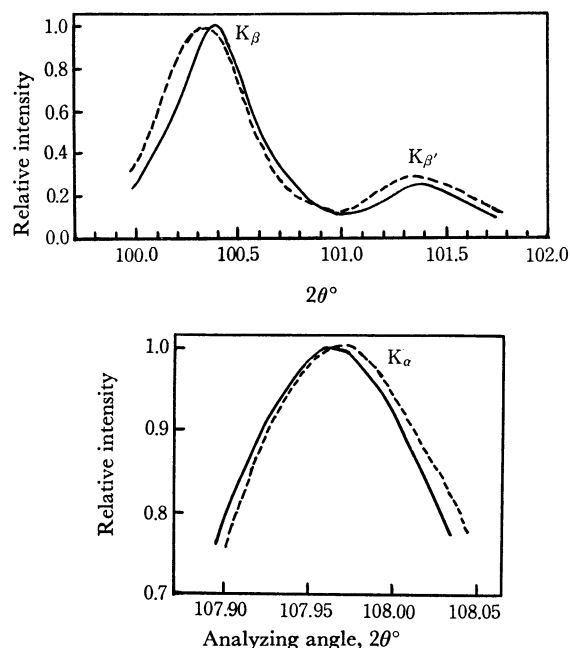 Relative intensity
1.0
0.8
0.6
0.4
0.2
0.0
Kβ
Kβ′
100.0 100.5 101.0 101.5 102.0
2θ°
Relative intensity
1.0
0.9
0.8
0.7
Kα
107.90 107.95 108.00 108.05
Analyzing angle, 2θ°